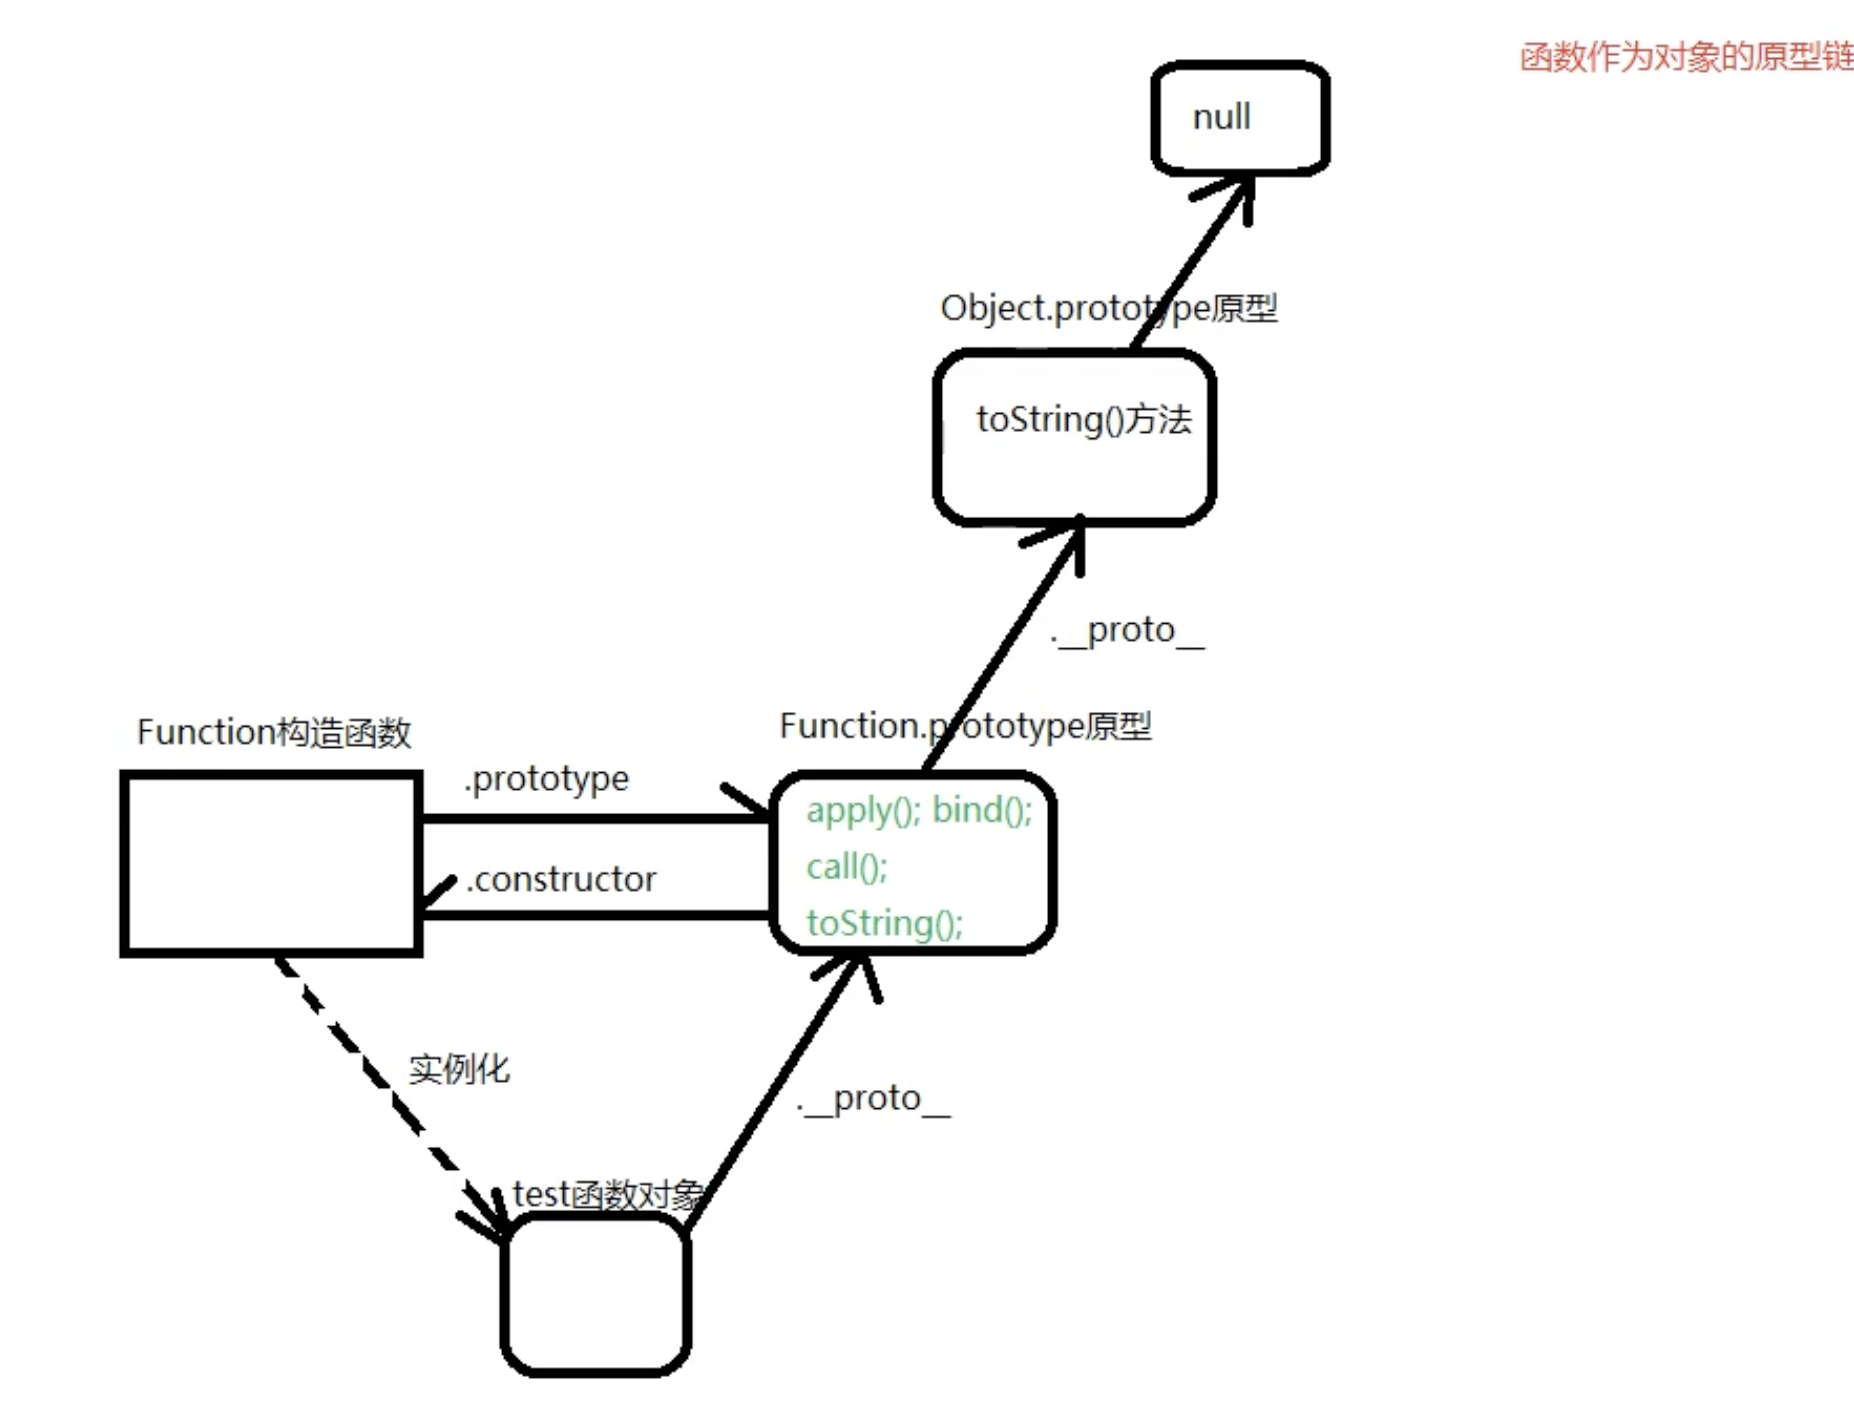 函数作为对象的原型链
null
Object.prototype原型
toString()方法
.__proto__
Function.prototype原型
Function构造函数
.prototype
apply(); bind();
call();
.constructor
toString();
实例化
.__proto__
test函数对象